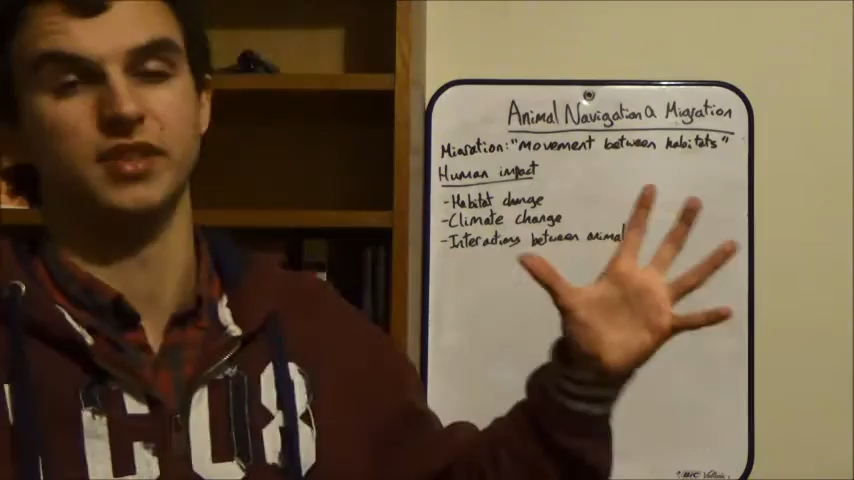 Animal Navigation & Migration
Migration: "movement between habitats"
Human impact
- Habitat change
- Climate change
- Interactions between animal